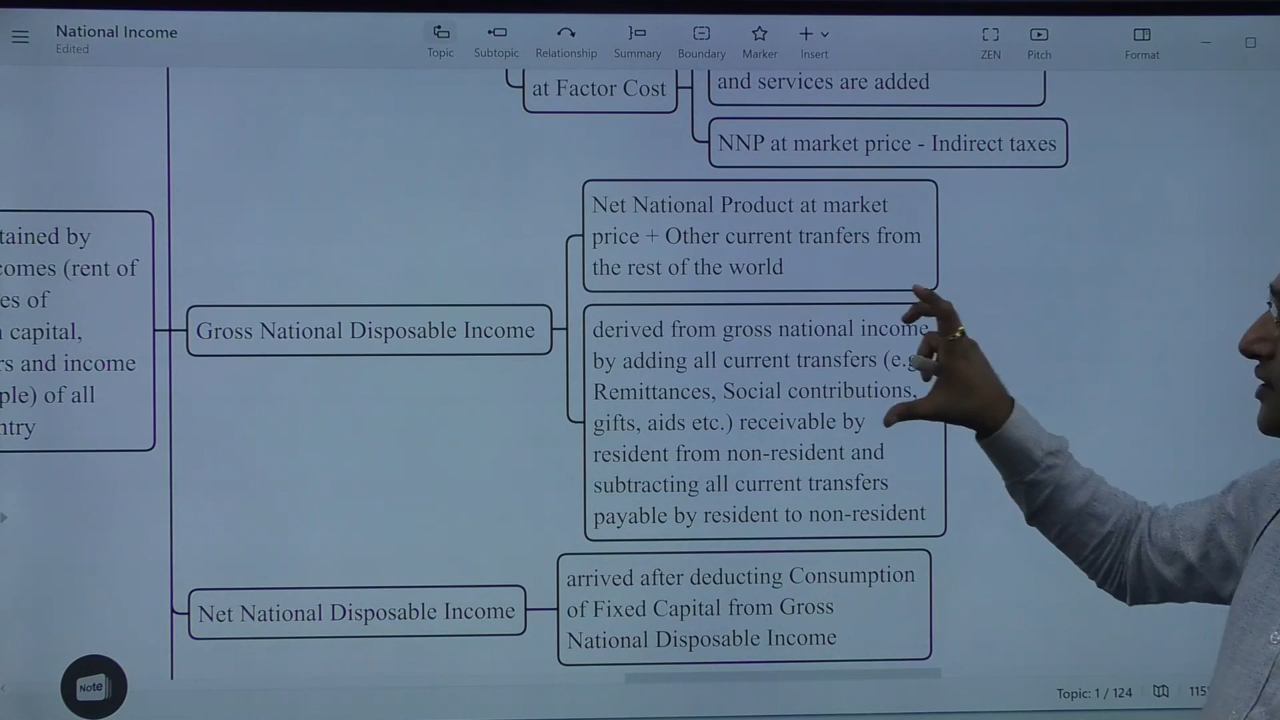 National Income
Edited
Topic
Subtopic
Relationship
Summary
Boundary
Marker
Insert
ZEN
Pitch
Format
at Factor Cost
and services are added
NNP at market price - Indirect taxes
tained by
comes (rent of
es of
capital,
rs and income
ple) of all
ntry
Gross National Disposable Income
Net National Product at market
price + Other current tranfers from
the rest of the world
derived from gross national income
by adding all current transfers (e.g
Remittances, Social contributions,
gifts, aids etc.) receivable by
resident from non-resident and
subtracting all current transfers
payable by resident to non-resident
Net National Disposable Income
arrived after deducting Consumption
of Fixed Capital from Gross
National Disposable Income
Note
Topic: 1 / 124
115